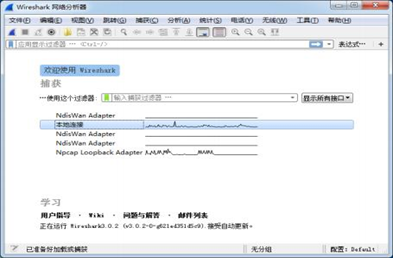 Wireshark 网络分析器
文件(F) 编辑(E) 视图(V) 跳转(G) 捕获(C) 分析(A) 统计(S) 电话(Y) 无线(W) 工具(T) 帮助(H)
应用显示过滤器 … <Ctrl-/> 表达式… +
欢迎使用 Wireshark
捕获
…使用这个过滤器: 输入捕获过滤器 … 显示所有接口
NdisWan Adapter
本地连接
NdisWan Adapter
NdisWan Adapter
Npcap Loopback Adapter
学习
用户指导 · Wiki · 问题与解答 · 邮件列表
正在运行 Wireshark3.0.2 (v3.0.2-0-g621ed351d5c9).接受自动更新。
已准备好加载或捕获 无分组 配置: Default